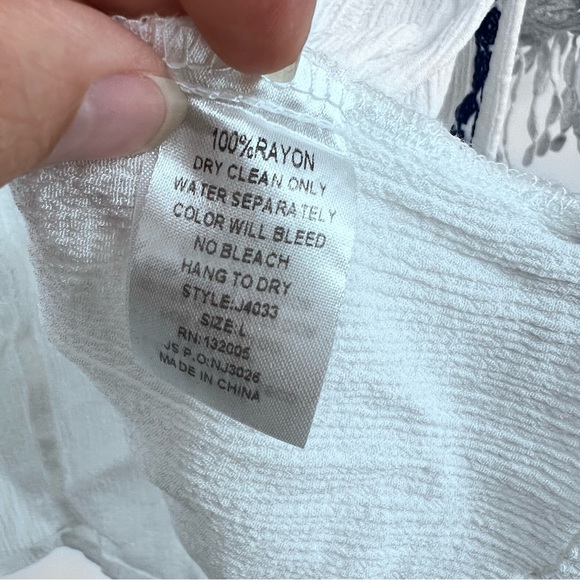 100%RAYON
DRY CLEAN ONLY
WATER SEPARATELY
COLOR WILL BLEED
NO BLEACH
HANG TO DRY
STYLE:J4033
SIZE:L
RN:132005
JS P.O:NJ3026
MADE IN CHINA